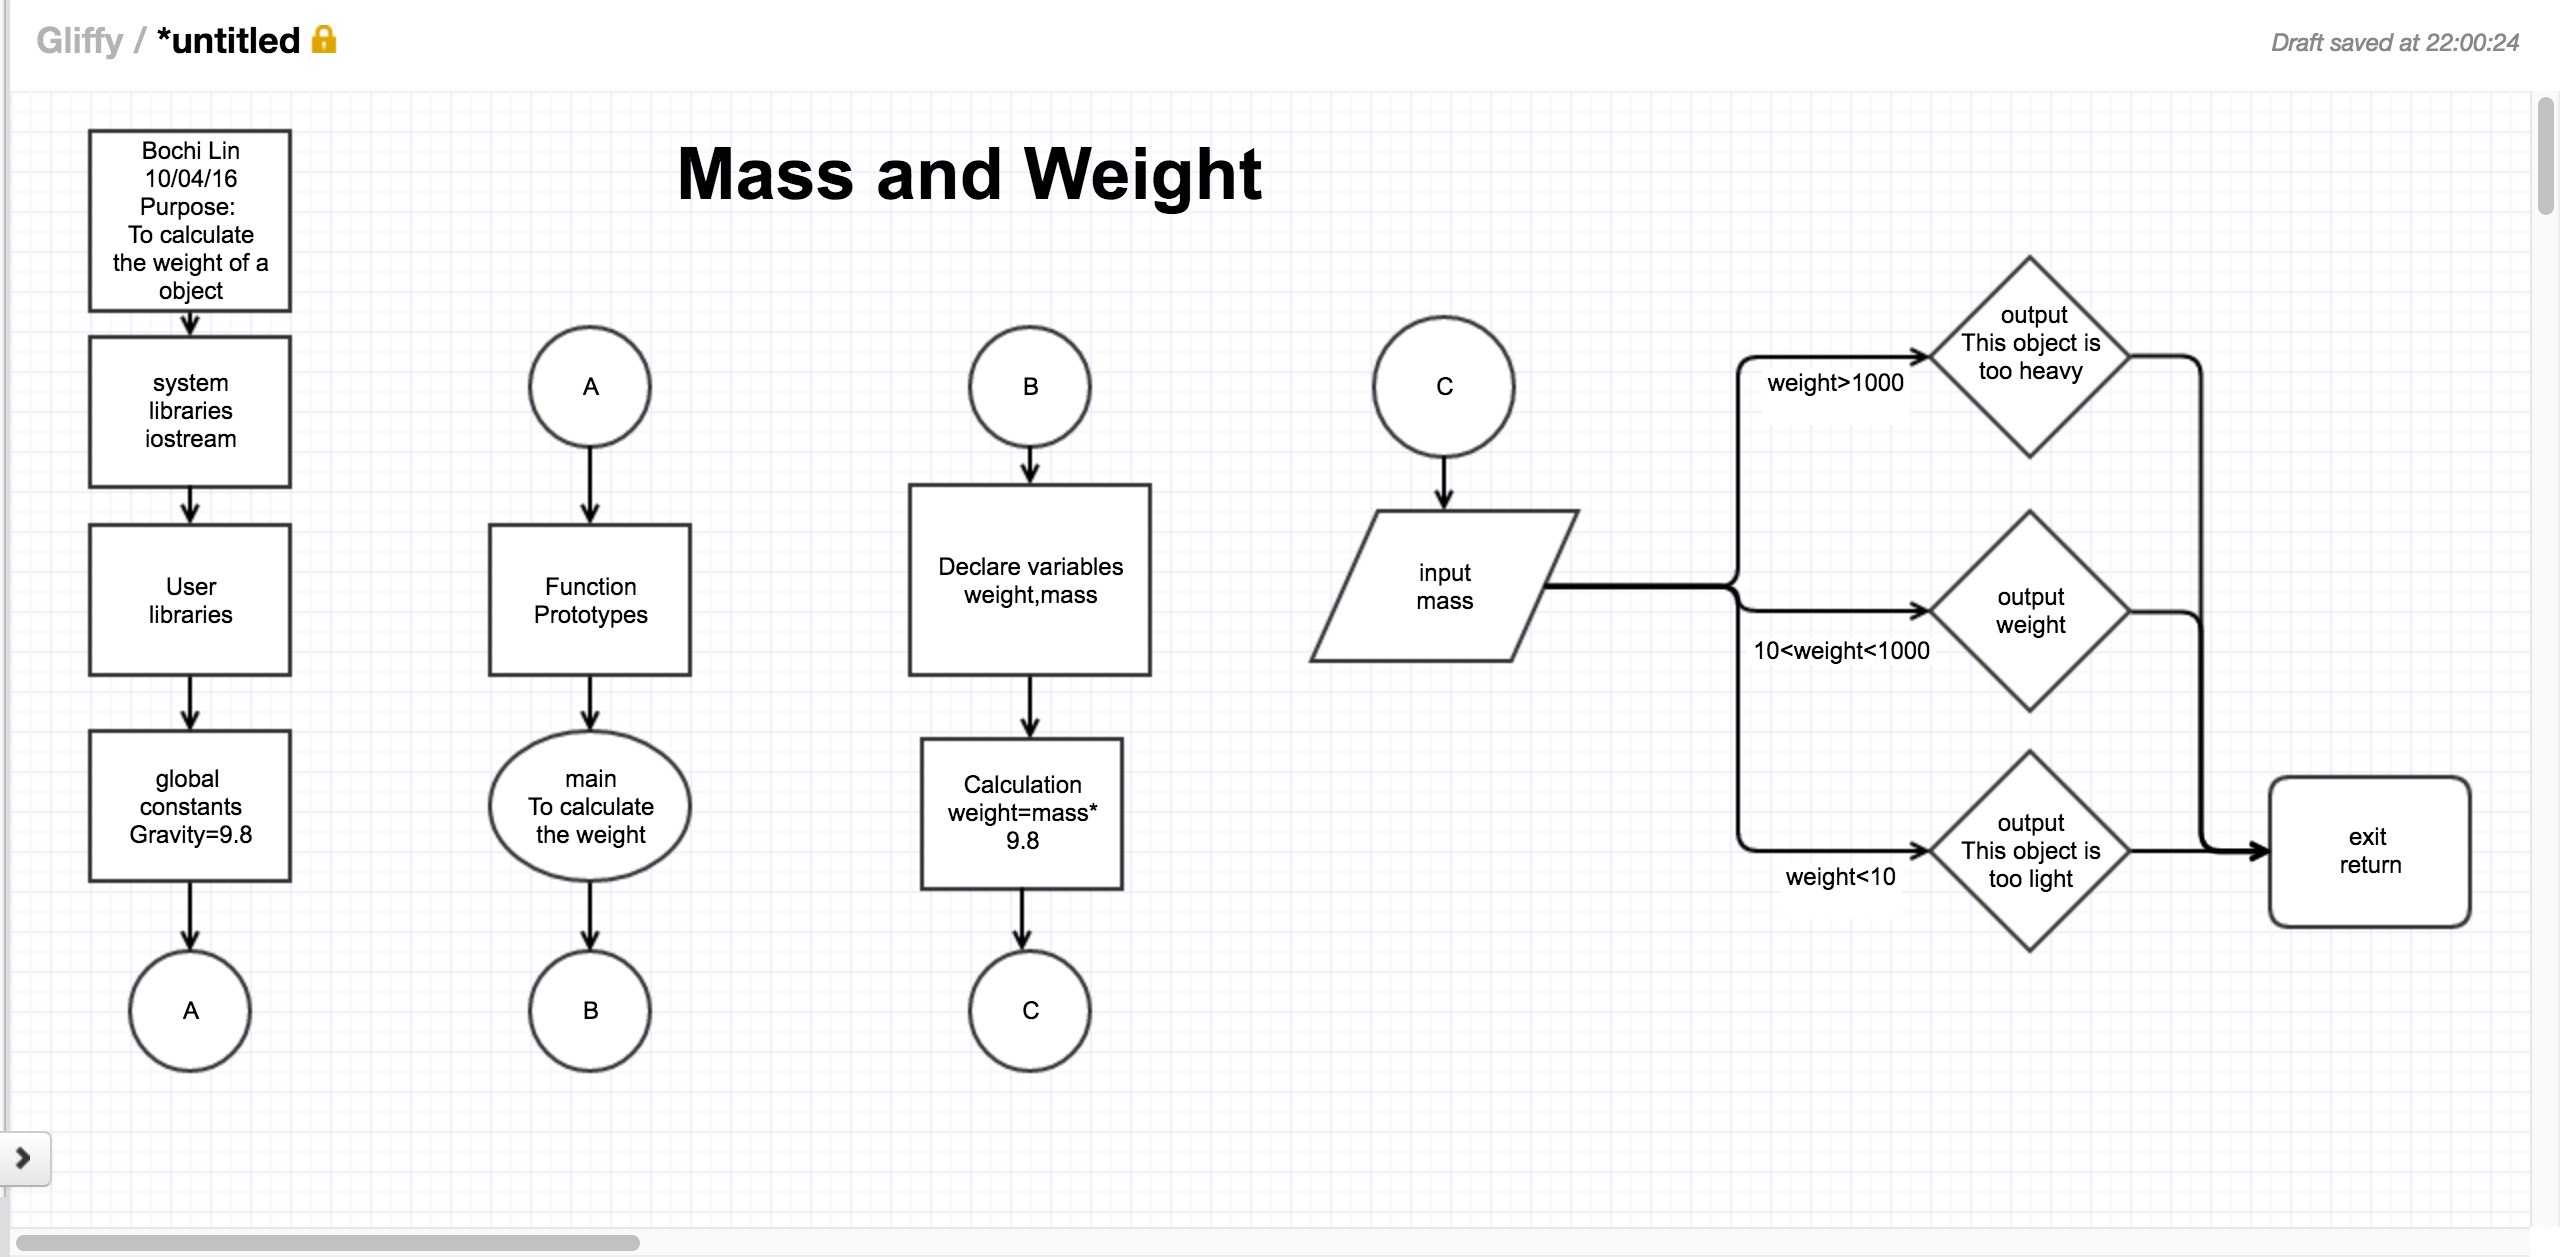 Gliffy / *untitled
Draft saved at 22:00:24
Mass and Weight
Bochi Lin
10/04/16
Purpose:
To calculate
the weight of a
object
system
libraries
iostream
User
libraries
global
constants
Gravity=9.8
A
A
Function
Prototypes
main
To calculate
the weight
B
B
Declare variables
weight,mass
Calculation
weight=mass*
9.8
C
C
input
mass
weight>1000
output
This object is
too heavy
10<weight<1000
output
weight
weight<10
output
This object is
too light
exit
return